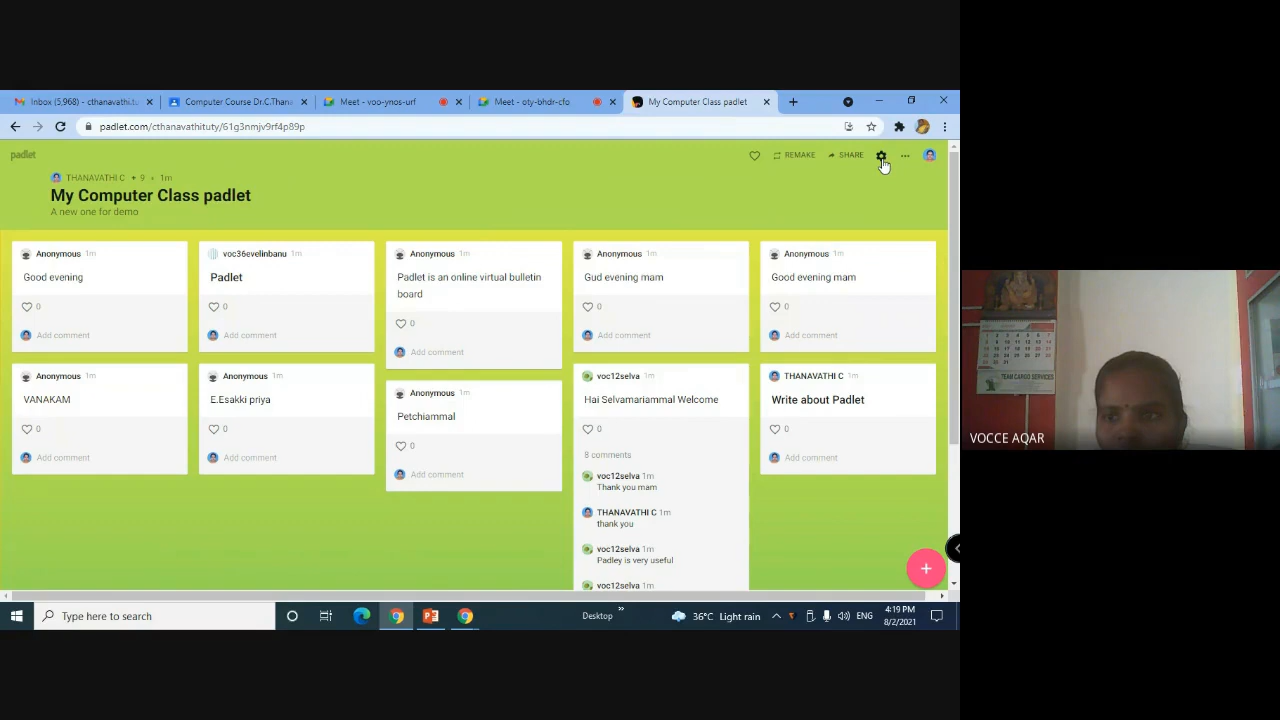 Inbox (5,968) - cthanavathi.tu
Computer Course Dr.C.Thana
Meet - voo-ynos-urf
Meet - oty-bhdr-cfo
My Computer Class padlet
padlet.com/cthanavathituty/61g3nmjv9rf4p89p
padlet
REMAKE
SHARE
THANAVATHI C + 9 • 1m
My Computer Class padlet
A new one for demo
Anonymous 1m
Good evening
0
Add comment
voc36evelinbanu 1m
Padlet
0
Add comment
Anonymous 1m
Padlet is an online virtual bulletin
board
0
Add comment
Anonymous 1m
Gud evening mam
0
Add comment
Anonymous 1m
Good evening mam
0
Add comment
Anonymous 1m
VANAKAM
0
Add comment
Anonymous 1m
E.Esakki priya
0
Add comment
Anonymous 1m
Petchiammal
0
Add comment
voc12selva 1m
Hai Selvamariammal Welcome
0
8 comments
voc12selva 1m
Thank you mam
THANAVATHI C 1m
thank you
voc12selva 1m
Padley is very useful
voc12selva 1m
THANAVATHI C 1m
Write about Padlet
0
Add comment
Type here to search
Desktop
36°C Light rain
ENG
4:19 PM
8/2/2021
TEAM CARGO SERVICES
VOCCE AQAR